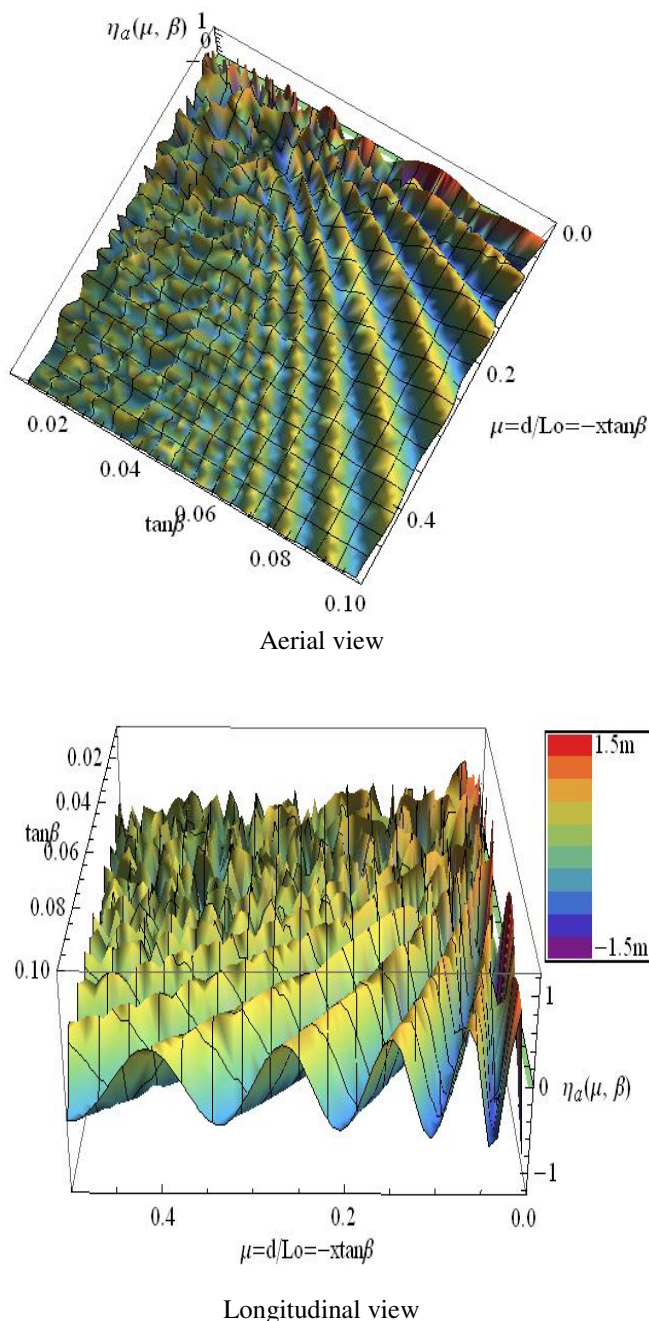 ηa(μ, β)
1
0
0.0
0.2
μ=d/Lo=−xtanβ
0.4
0.02
0.04
tanβ
0.06
0.08
0.10
Aerial view
1.5m
−1.5m
0.02
0.04
tanβ
0.06
0.08
0.10
1
0
ηa(μ, β)
−1
0.4
0.2
0.0
μ=d/Lo=−xtanβ
Longitudinal view